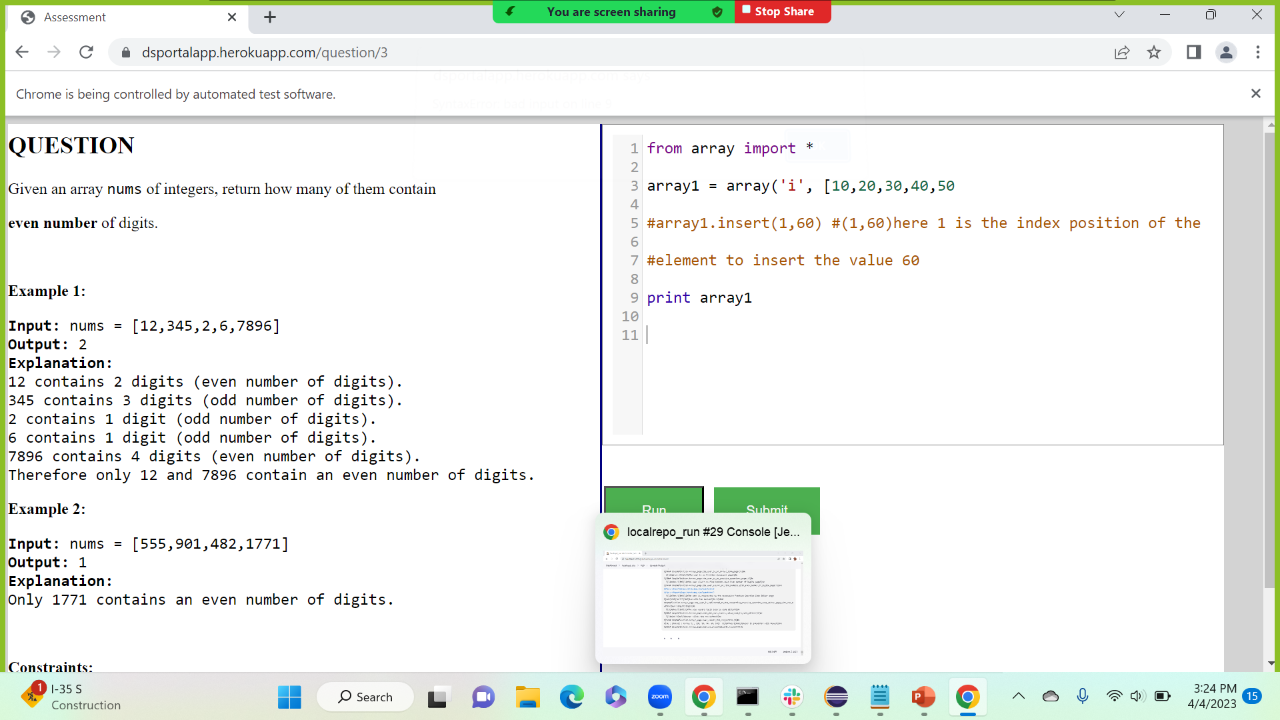 Assessment
You are screen sharing
Stop Share
dsportalapp.herokuapp.com/question/3
Chrome is being controlled by automated test software.
QUESTION
Given an array nums of integers, return how many of them contain
even number of digits.
Example 1:
Input: nums = [12,345,2,6,7896]
Output: 2
Explanation:
12 contains 2 digits (even number of digits).
345 contains 3 digits (odd number of digits).
2 contains 1 digit (odd number of digits).
6 contains 1 digit (odd number of digits).
7896 contains 4 digits (even number of digits).
Therefore only 12 and 7896 contain an even number of digits.
Example 2:
Input: nums = [555,901,482,1771]
Output: 1
Explanation:
Only 1771 contains an even number of digits.
Constraints:
1 from array import *
2
3 array1 = array('i', [10,20,30,40,50
4
5 #array1.insert(1,60) #(1,60)here 1 is the index position of the
6
7 #element to insert the value 60
8
9 print array1
10
11
Run
Submit
localrepo_run #29 Console [Je...
1
I-35 S
Construction
Search
zoom
3:24 PM
4/4/2023
15